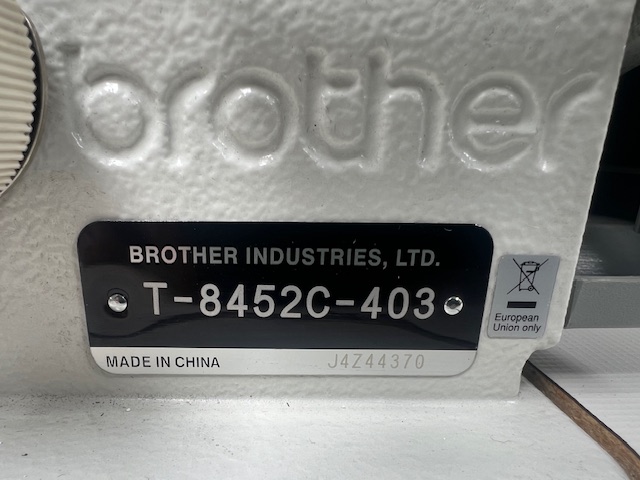 brother
BROTHER INDUSTRIES, LTD.
T-8452C-403
MADE IN CHINA J4Z44370
European
Union only